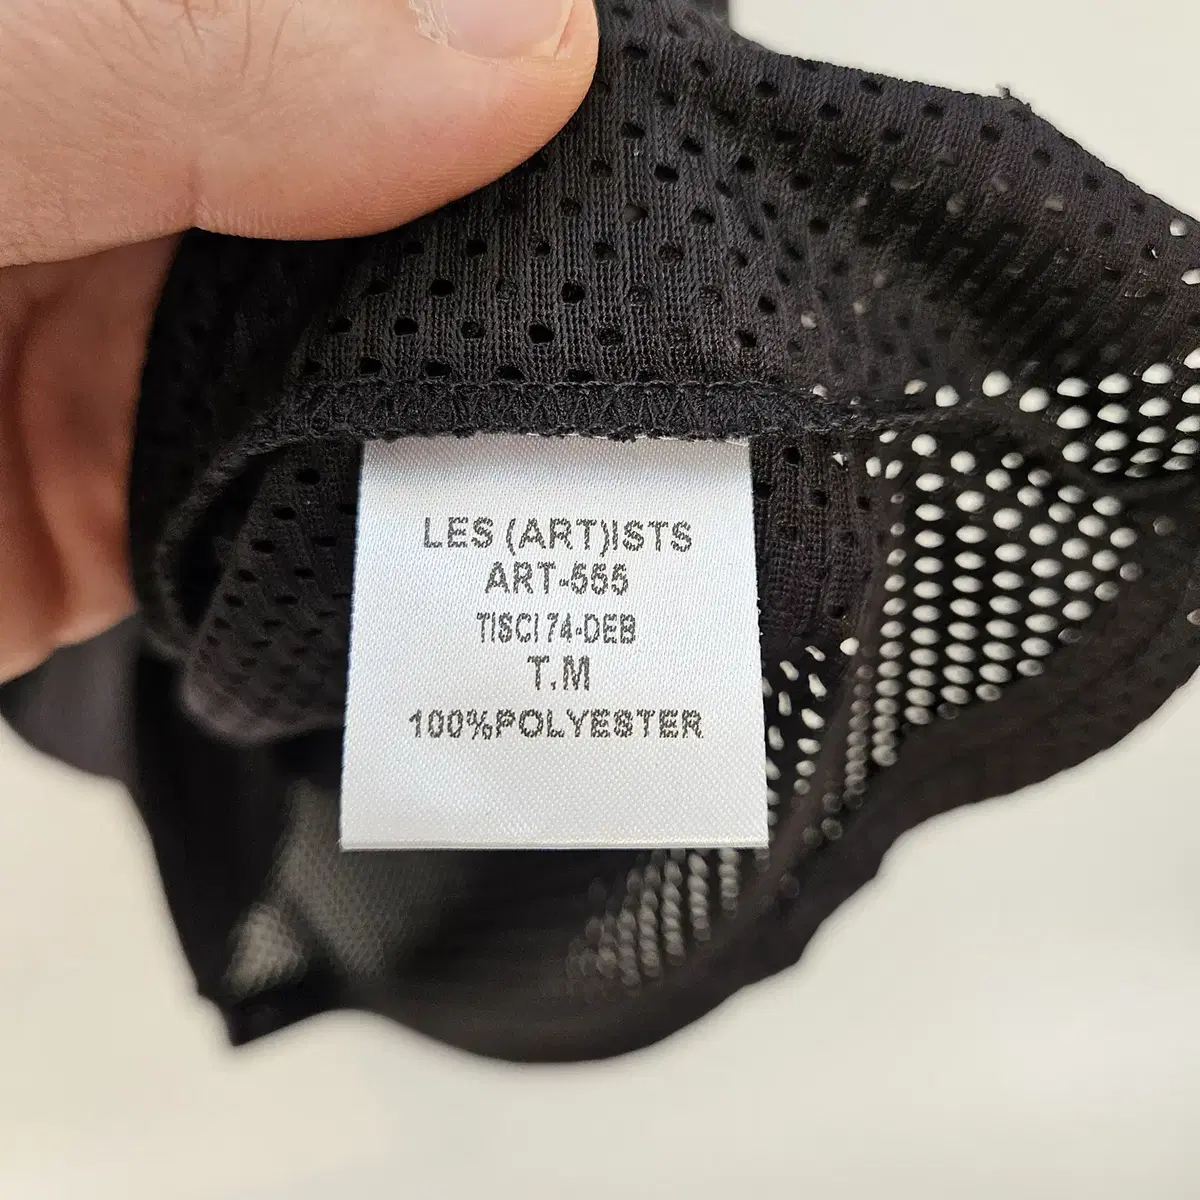 LES (ART)ISTS
ART-555
TISCI 74-DEB
T.M
100%POLYESTER